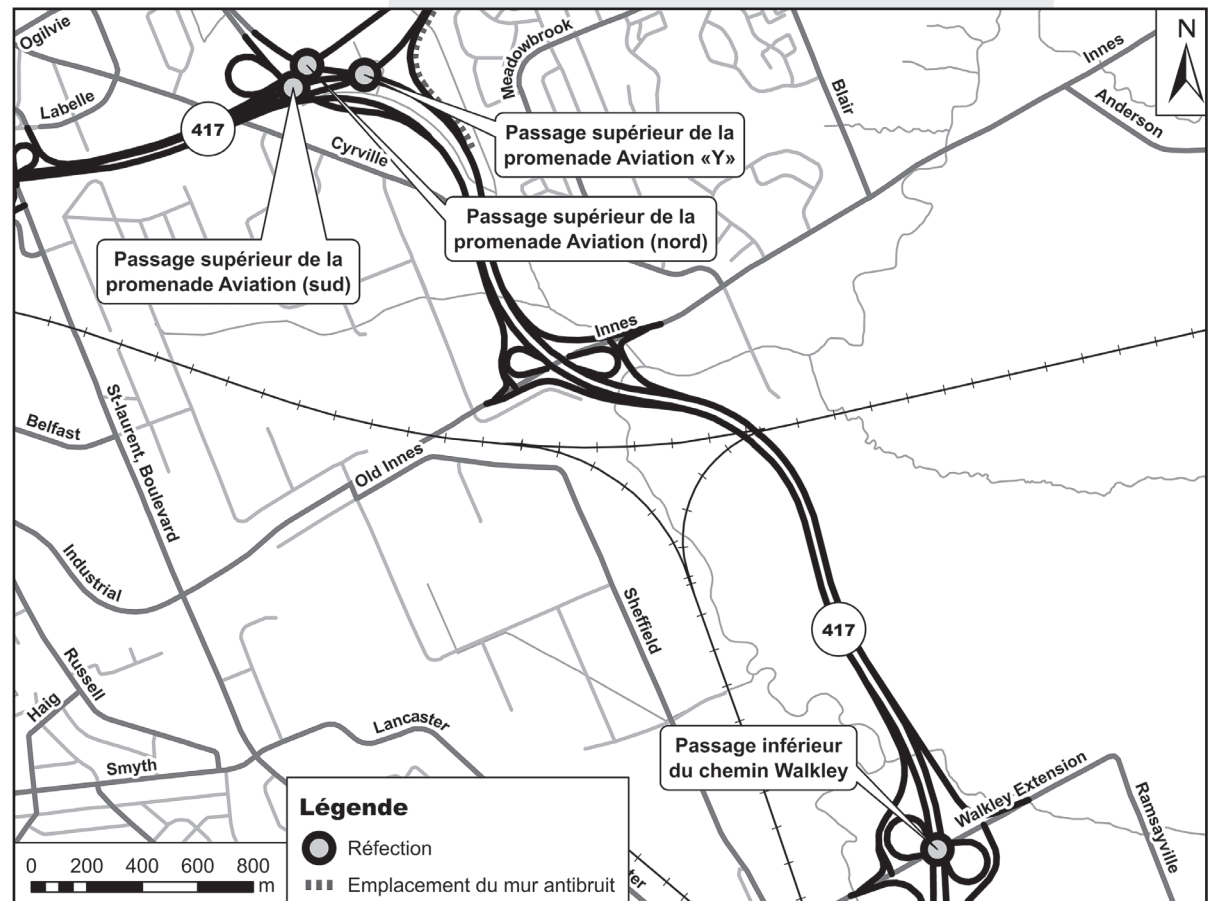 Ogilvie
Labelle
417
Cyrville
Meadowbrook
Blair
Innes
Anderson
N
Passage supérieur de la
promenade Aviation «Y»
Passage supérieur de la
promenade Aviation (nord)
Passage supérieur de la
promenade Aviation (sud)
Innes
St-laurent, Boulevard
Belfast
Old Innes
Industrial
Sheffield
417
Russell
Haig
Smyth
Lancaster
Passage inférieur
du chemin Walkley
Walkley Extension
Ramsayville
Légende
Réfection
Emplacement du mur antibruit
0 200 400 600 800
m
ter